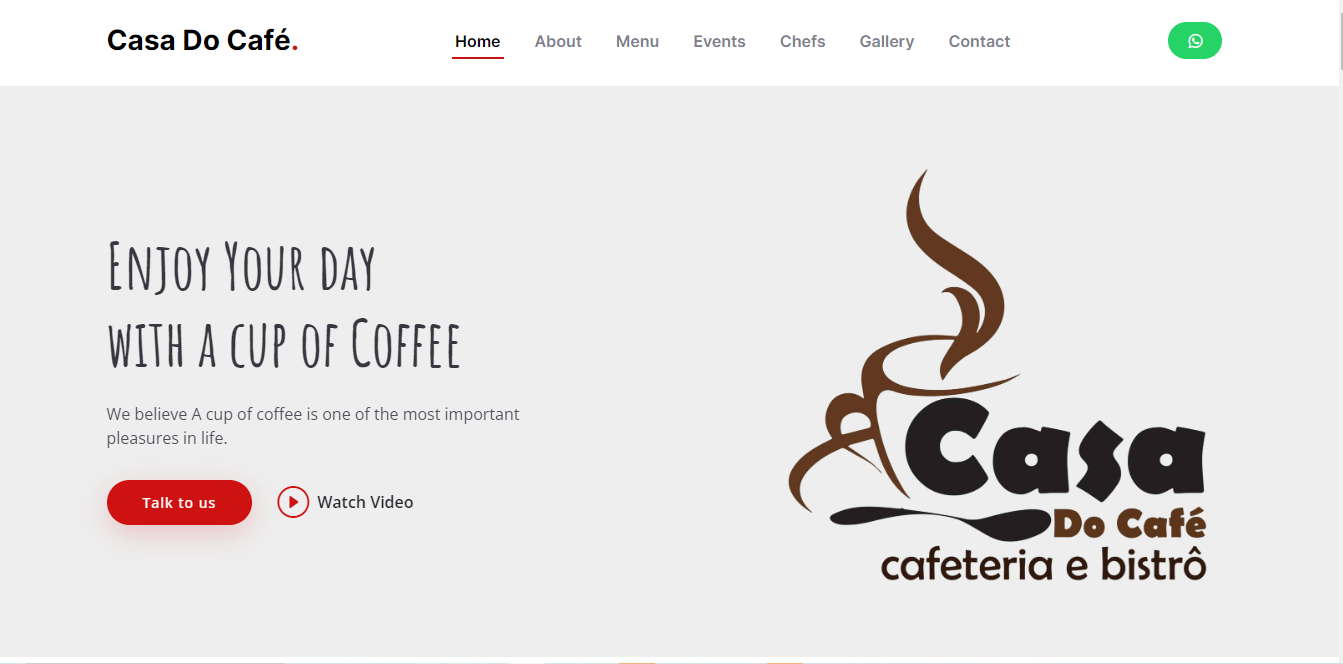 Casa Do Café.
Home About Menu Events Chefs Gallery Contact
Enjoy Your day
with a cup of Coffee
We believe A cup of coffee is one of the most important
pleasures in life.
Talk to us
Watch Video
Casa
Do Café
cafeteria e bistrô